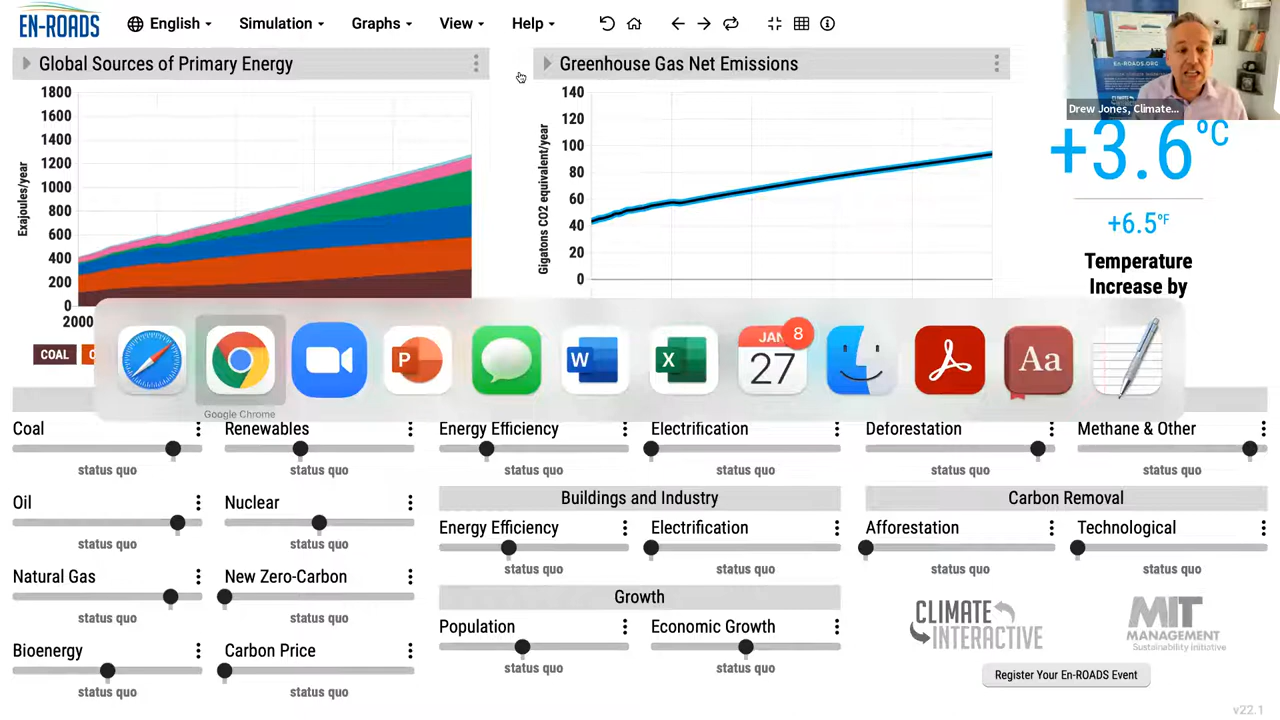 EN-ROADS
English
Simulation
Graphs
View
Help
Global Sources of Primary Energy
Greenhouse Gas Net Emissions
En-ROADS.ORG
Drew Jones, Climate...
1800
1600
1400
1200
1000
800
600
400
200
0
Exajoules/year
2000
140
120
100
80
60
40
20
0
Gigatons CO2 equivalent/year
+3.6°C
+6.5°F
Temperature
Increase by
COAL
P
W
X
JAN
27
8
Aa
Google Chrome
Coal
Renewables
Energy Efficiency
Electrification
Deforestation
Methane & Other
status quo
status quo
status quo
status quo
status quo
status quo
Oil
Nuclear
Buildings and Industry
Carbon Removal
status quo
status quo
Energy Efficiency
Electrification
Afforestation
Technological
status quo
status quo
status quo
status quo
Natural Gas
New Zero-Carbon
status quo
status quo
Growth
Population
Economic Growth
status quo
status quo
Bioenergy
Carbon Price
status quo
status quo
CLIMATE
INTERACTIVE
MIT
MANAGEMENT
Sustainability Initiative
Register Your En-ROADS Event
v22.1